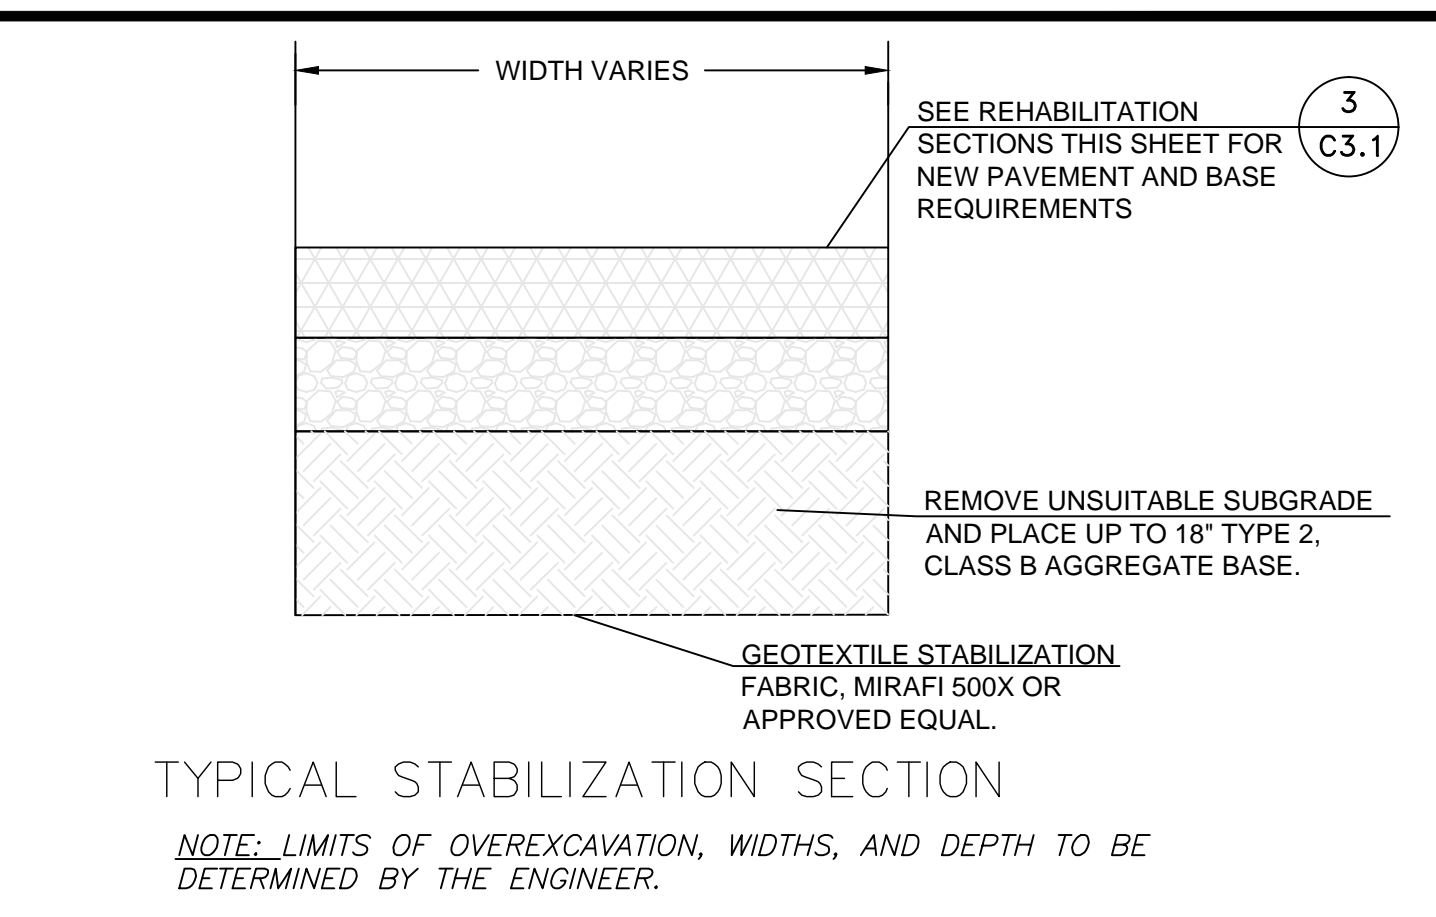 WIDTH VARIES
SEE REHABILITATION
SECTIONS THIS SHEET FOR
NEW PAVEMENT AND BASE
REQUIREMENTS
3
C3.1
REMOVE UNSUITABLE SUBGRADE
AND PLACE UP TO 18" TYPE 2,
CLASS B AGGREGATE BASE.
GEOTEXTILE STABILIZATION
FABRIC, MIRAFI 500X OR
APPROVED EQUAL.
TYPICAL STABILIZATION SECTION
NOTE: LIMITS OF OVEREXCAVATION, WIDTHS, AND DEPTH TO BE
DETERMINED BY THE ENGINEER.